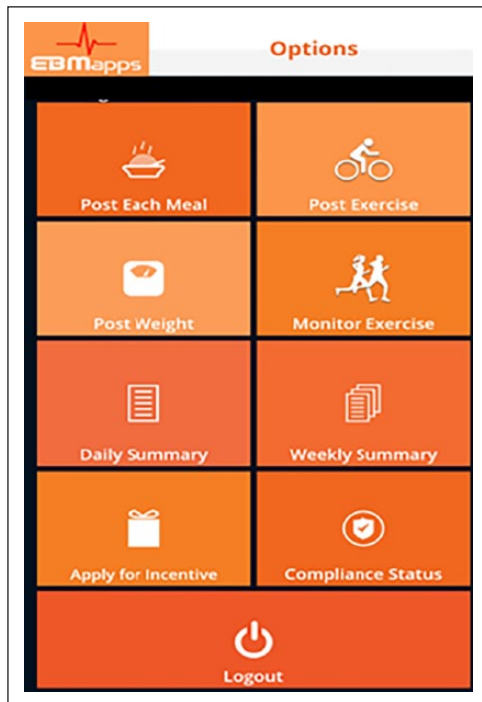 EBMapps
Options
Post Each Meal
Post Exercise
Post Weight
Monitor Exercise
Daily Summary
Weekly Summary
Apply for Incentive
Compliance Status
Logout